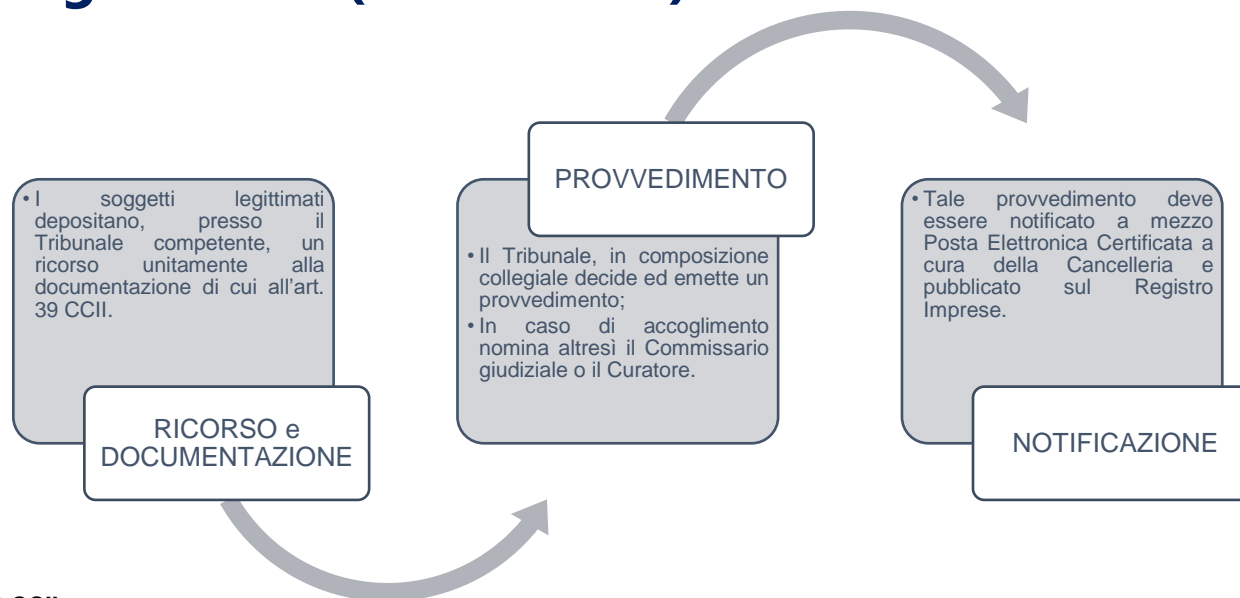 • I soggetti legittimati
depositano, presso il
Tribunale competente, un
ricorso unitamente alla
documentazione di cui all'art.
39 CCII.
RICORSO e
DOCUMENTAZIONE
PROVVEDIMENTO
• Il Tribunale, in composizione
collegiale decide ed emette un
provvedimento;
• In caso di accoglimento
nomina altresì il Commissario
giudiziale o il Curatore.
• Tale provvedimento deve
essere notificato a mezzo
Posta Elettronica Certificata a
cura della Cancelleria e
pubblicato sul Registro
Imprese.
NOTIFICAZIONE